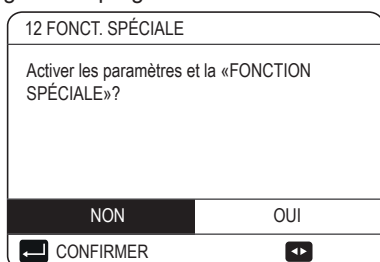 12 FONCT. SPÉCIALE
Activer les paramètres et la «FONCTION
SPÉCIALE»?
NON OUI
CONFIRMER